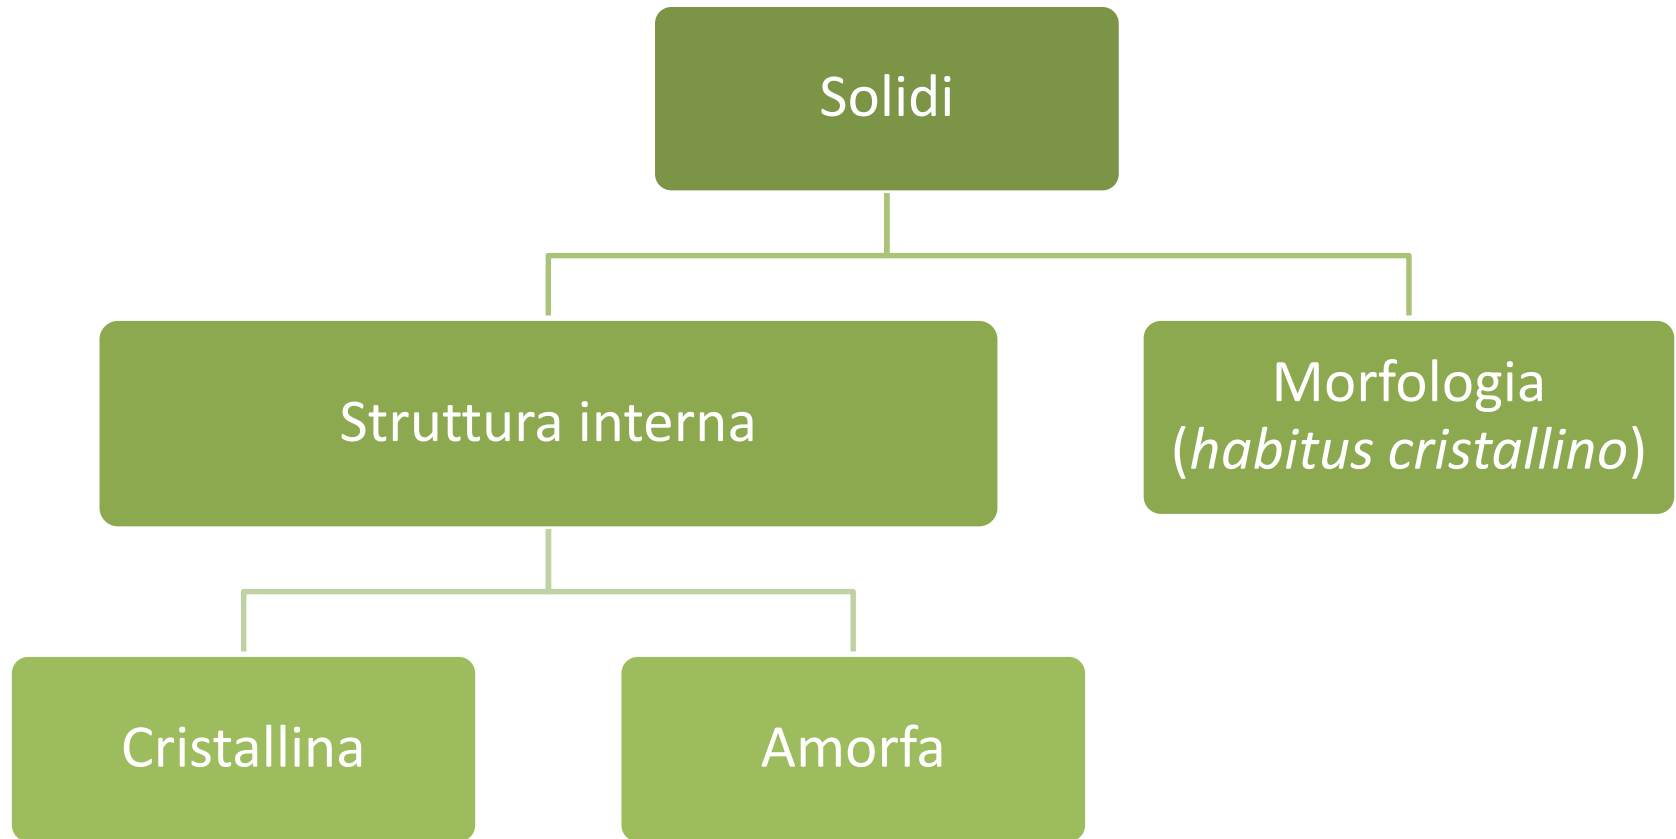 Solidi
Struttura interna
Morfologia
(habitus cristallino)
Cristallina
Amorfa